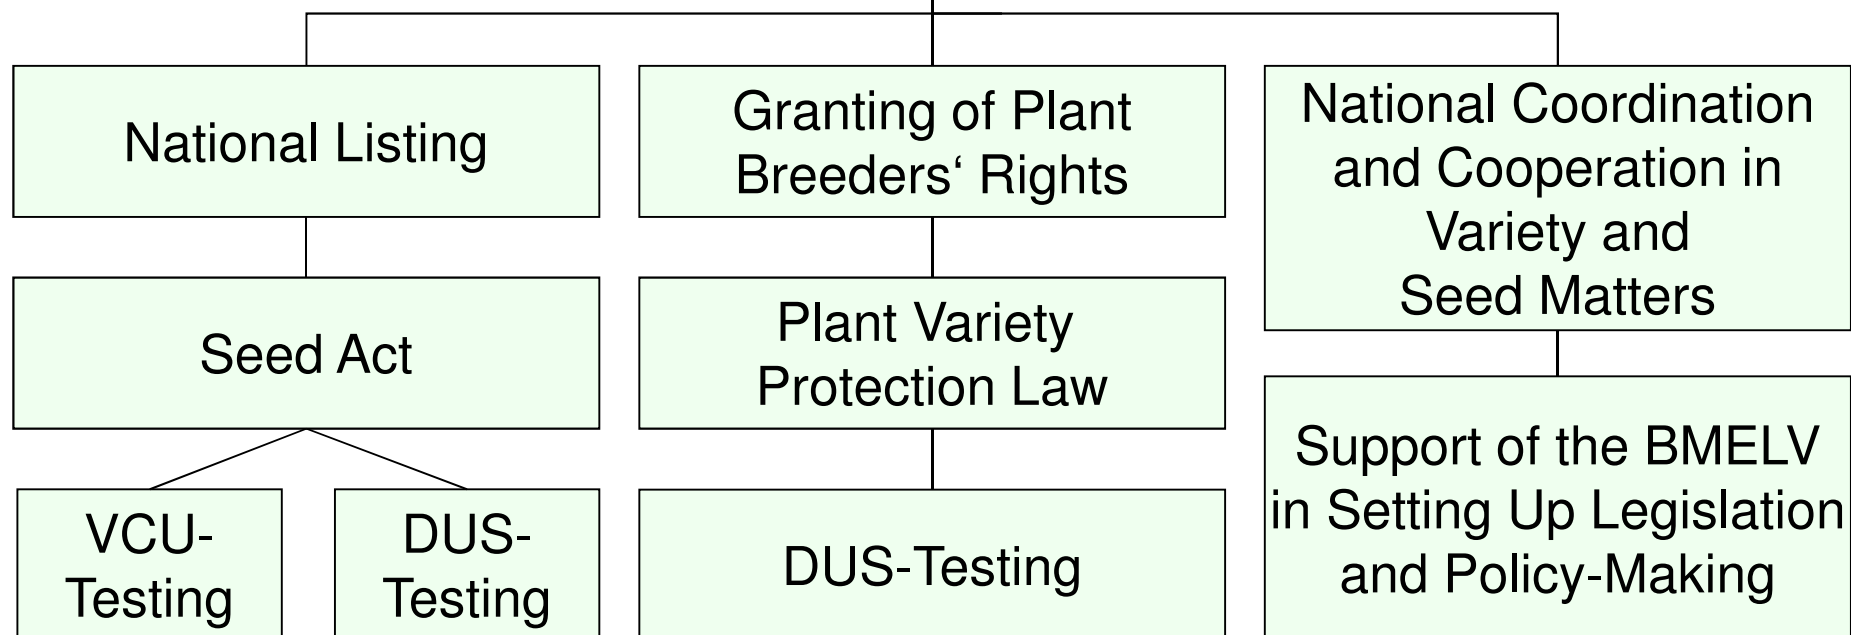 National Listing
Granting of Plant
Breeders‘ Rights
National Coordination
and Cooperation in
Variety and
Seed Matters
Seed Act
Plant Variety
Protection Law
Support of the BMELV
in Setting Up Legislation
and Policy-Making
VCU-
Testing
DUS-
Testing
DUS-Testing